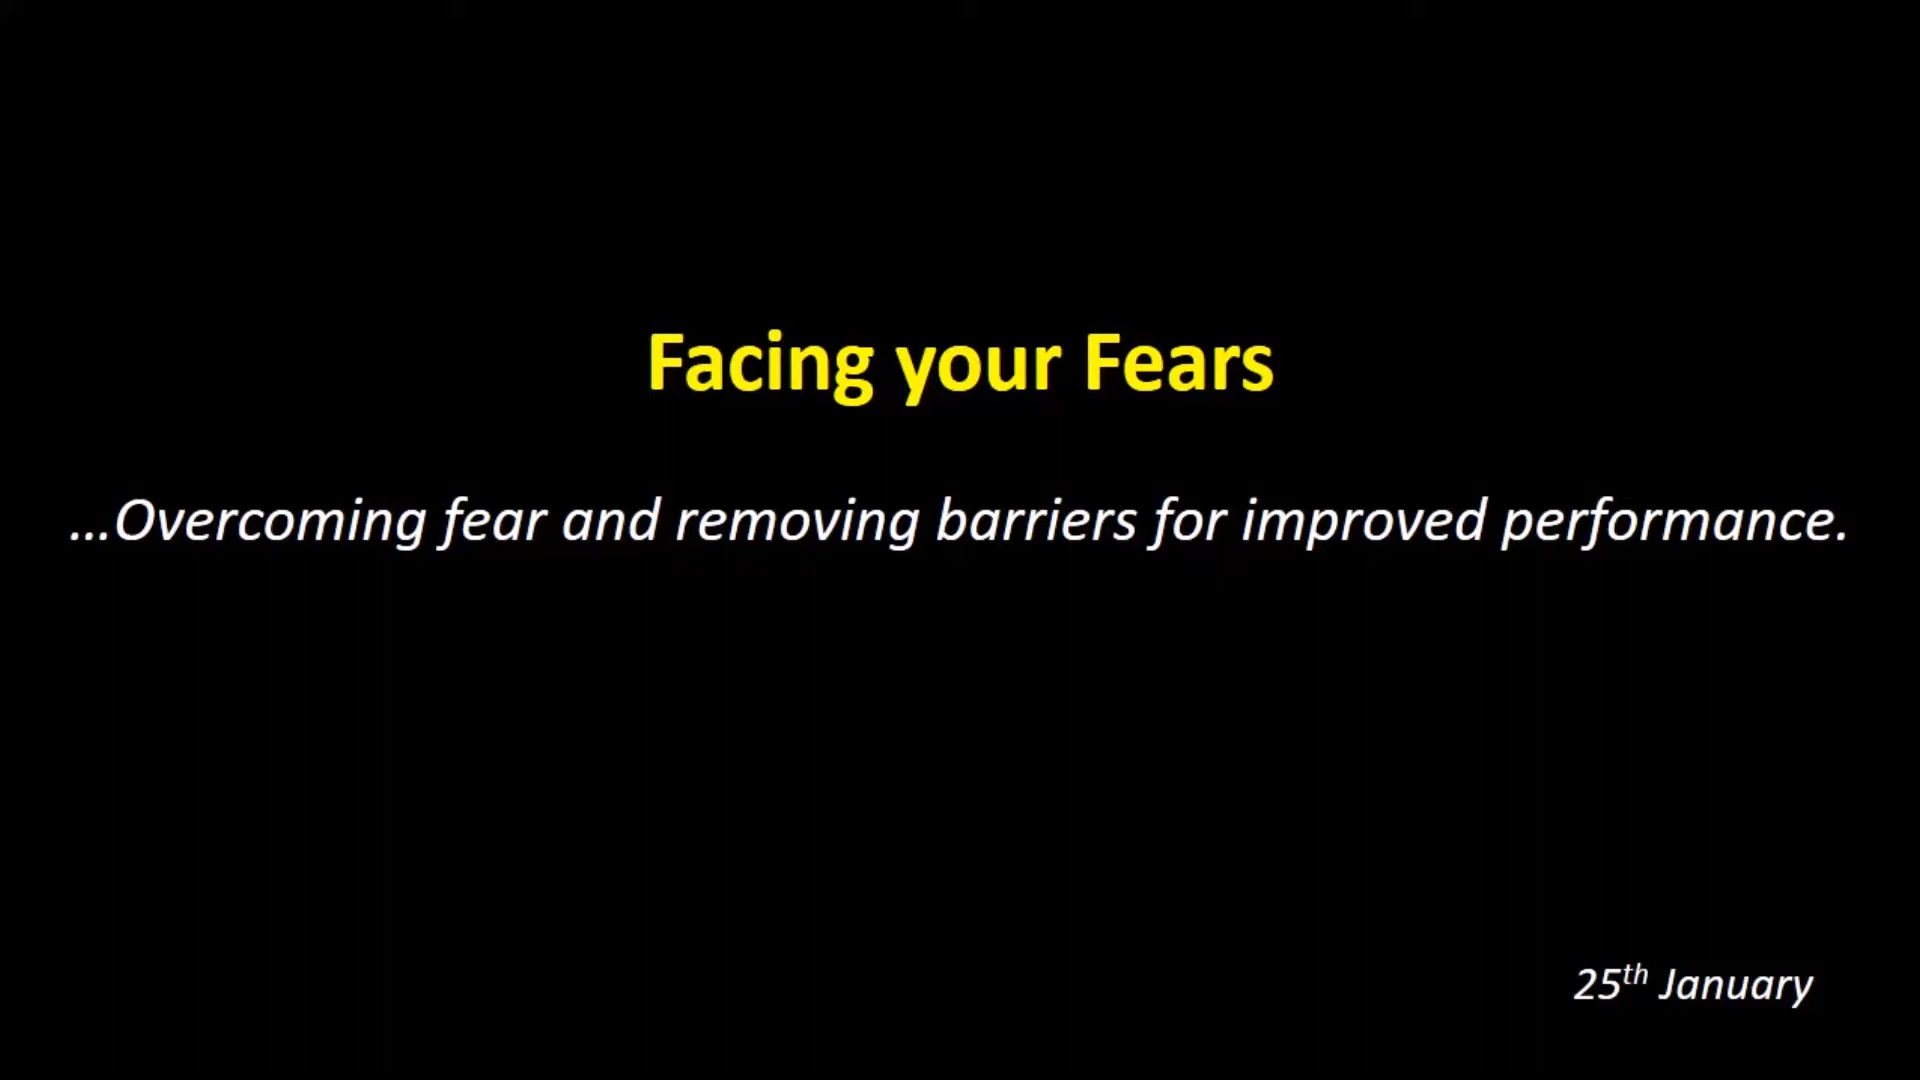 Facing your Fears
...Overcoming fear and removing barriers for improved performance.
25th January